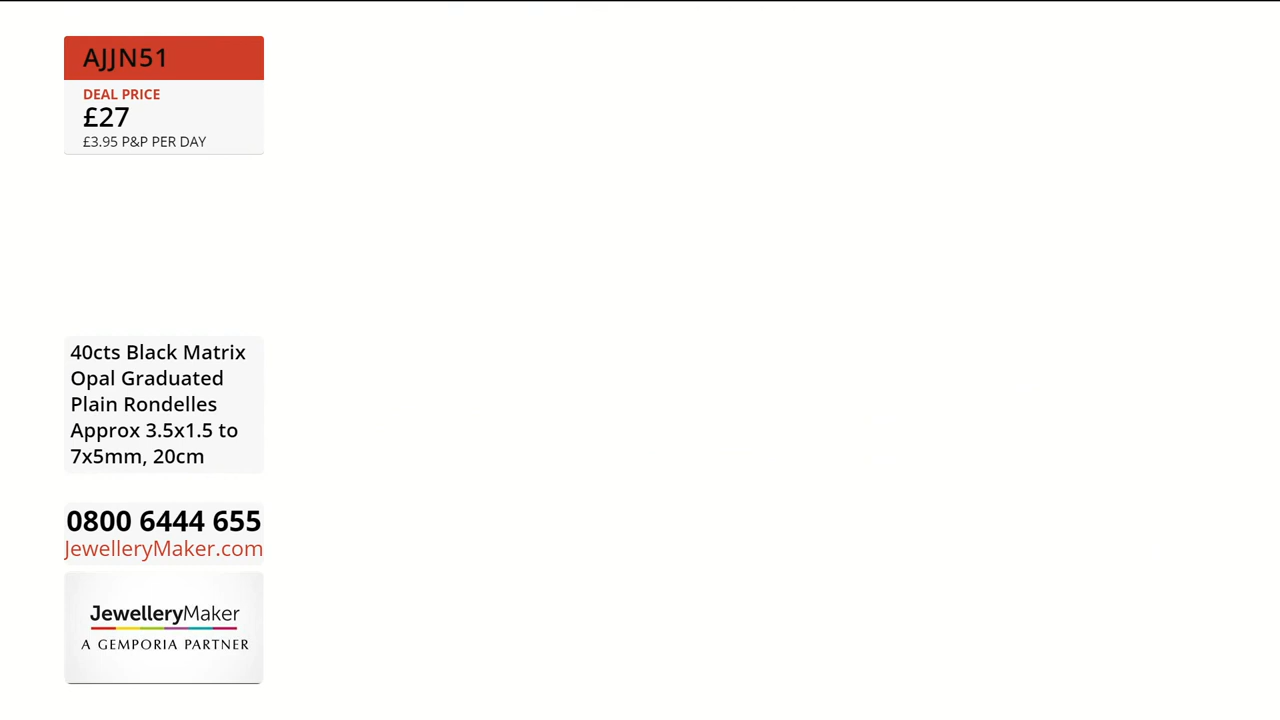 AJJN51
DEAL PRICE
£27
£3.95 P&P PER DAY
40cts Black Matrix
Opal Graduated
Plain Rondelles
Approx 3.5x1.5 to
7x5mm, 20cm
0800 6444 655
JewelleryMaker.com
JewelleryMaker
A GEMPORIA PARTNER